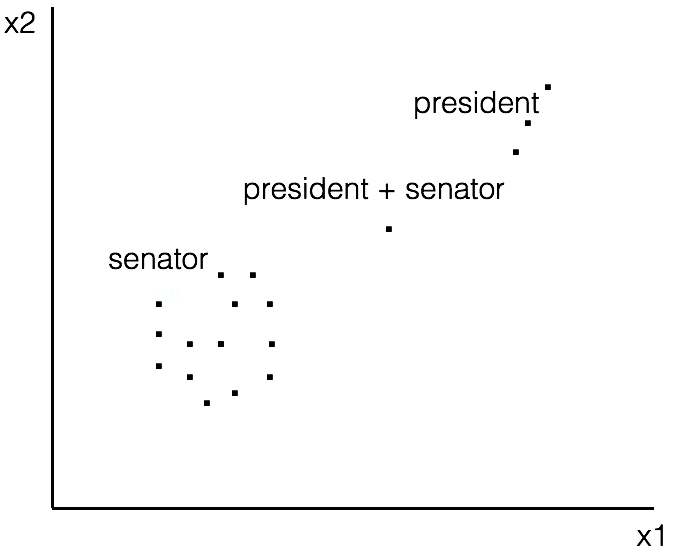 x2
president
president + senator
senator
x1